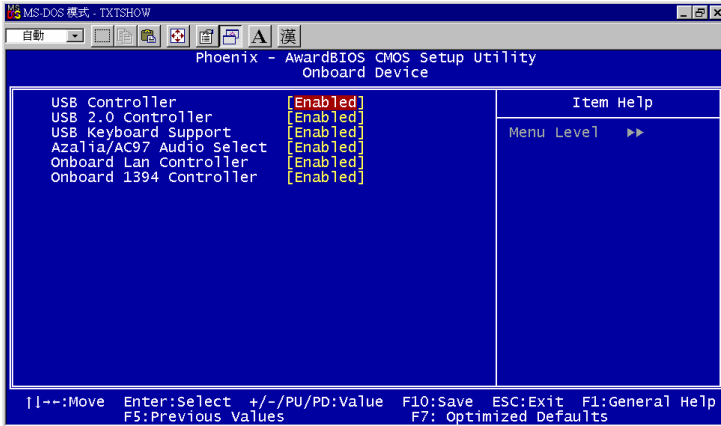 MS-DOS 模式 - TXTSHOW
自動
A 漢
Phoenix - AwardBIOS CMOS Setup Utility
Onboard Device
USB Controller [Enabled]
USB 2.0 Controller [Enabled]
USB Keyboard Support [Enabled]
Azalia/AC97 Audio Select [Enabled]
Onboard Lan Controller [Enabled]
Onboard 1394 Controller [Enabled]
Item Help
Menu Level ▶▶
↑↓→←:Move Enter:Select +/-/PU/PD:Value F10:Save ESC:Exit F1:General Help
F5:Previous Values F7: Optimized Defaults